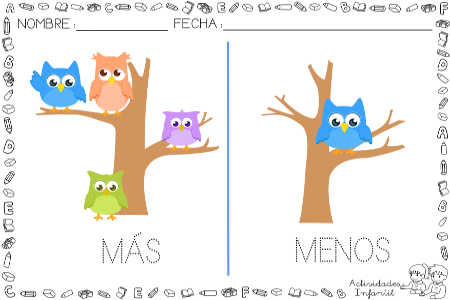 NOMBRE: FECHA:
MÁS MENOS
Actividades
Infantil